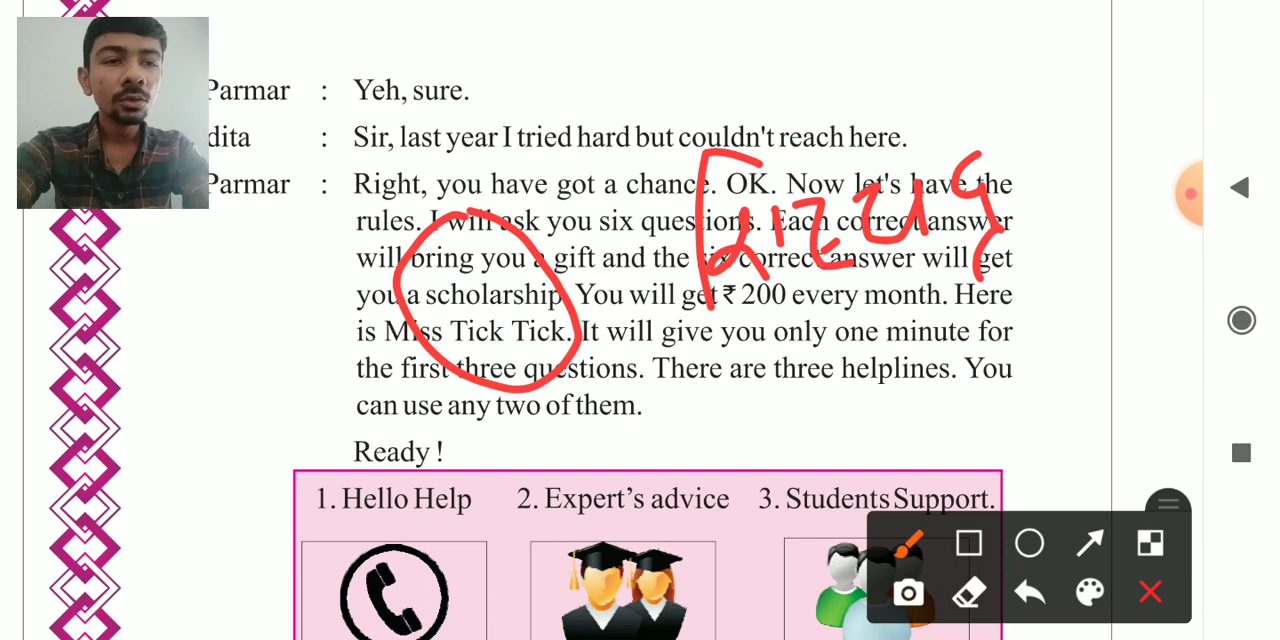 Parmar : Yeh, sure.
dita : Sir, last year I tried hard but couldn't reach here.
Parmar : Right, you have got a chance. OK. Now let's have the
rules. I will ask you six questions. Each correct answer
will bring you a gift and the six correct answer will get
you a scholarship. You will get ₹ 200 every month. Here
is Miss Tick Tick. It will give you only one minute for
the first three questions. There are three helplines. You
can use any two of them.
Ready !
1. Hello Help 2. Expert’s advice 3. Students Support.